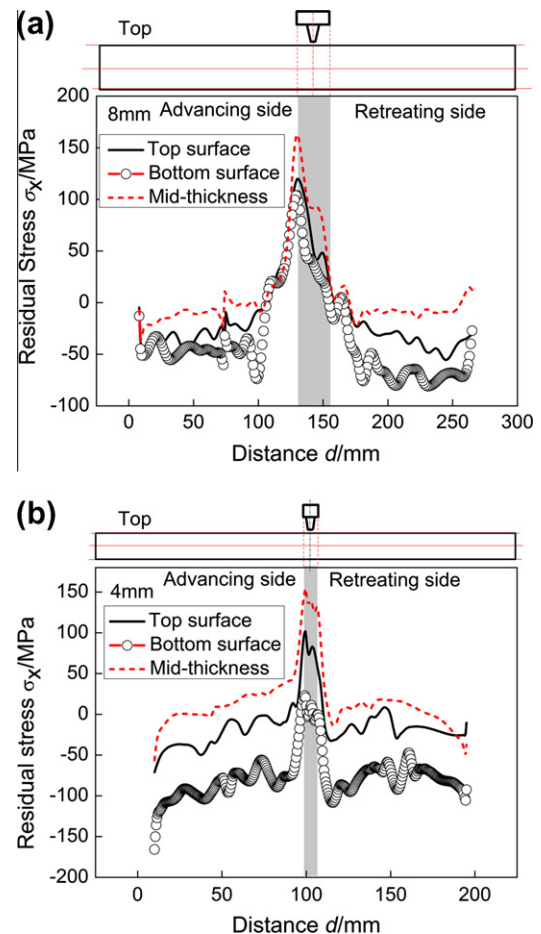 (a)
Top
200
150
100
50
0
-50
-100
8mm
Advancing side
Retreating side
Top surface
Bottom surface
Mid-thickness
Residual Stress σx/MPa
0 50 100 150 200 250 300
Distance d/mm
(b)
Top
150
100
50
0
-50
-100
-150
-200
4mm
Advancing side
Retreating side
Top surface
Bottom surface
Mid-thickness
Residual stress σx/MPa
0 50 100 150 200
Distance d/mm